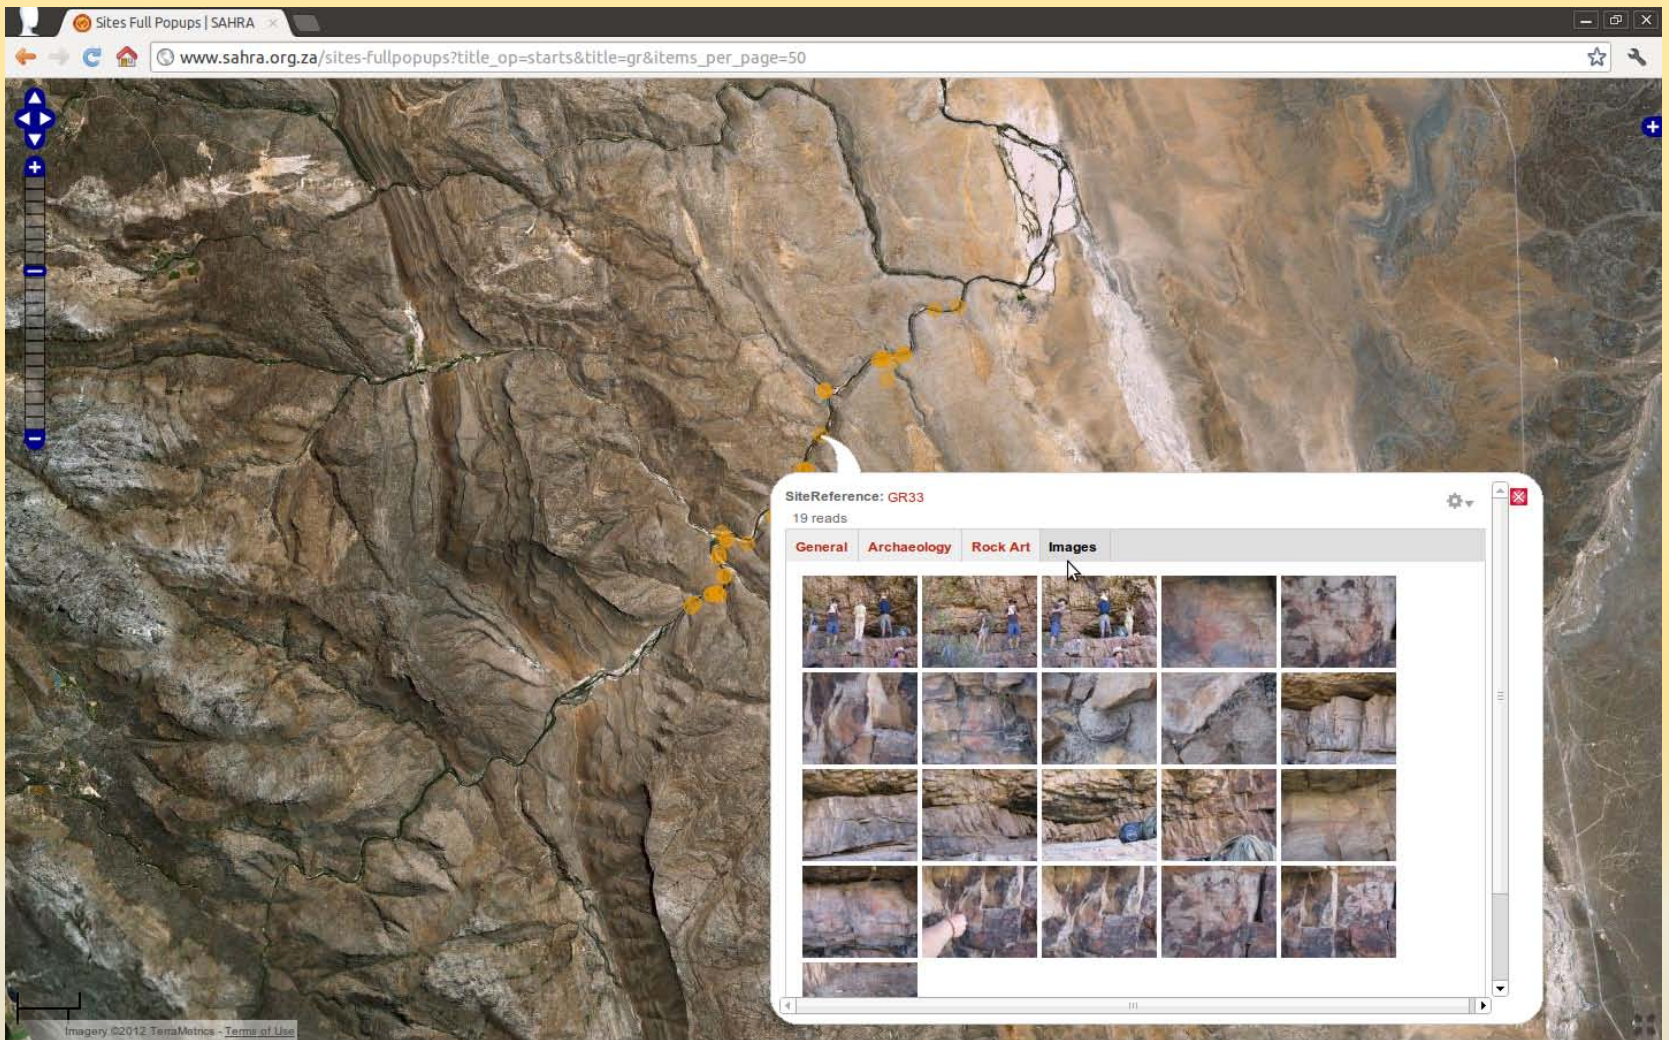 Sites Full Popups | SAHRA
www.sahra.org.za/sites-fullpopups?title_op=starts&title=gr&items_per_page=50
SiteReference: GR33
19 reads
General Archaeology Rock Art Images
Imagery ©2012 TerraMetrics - Terms of Use